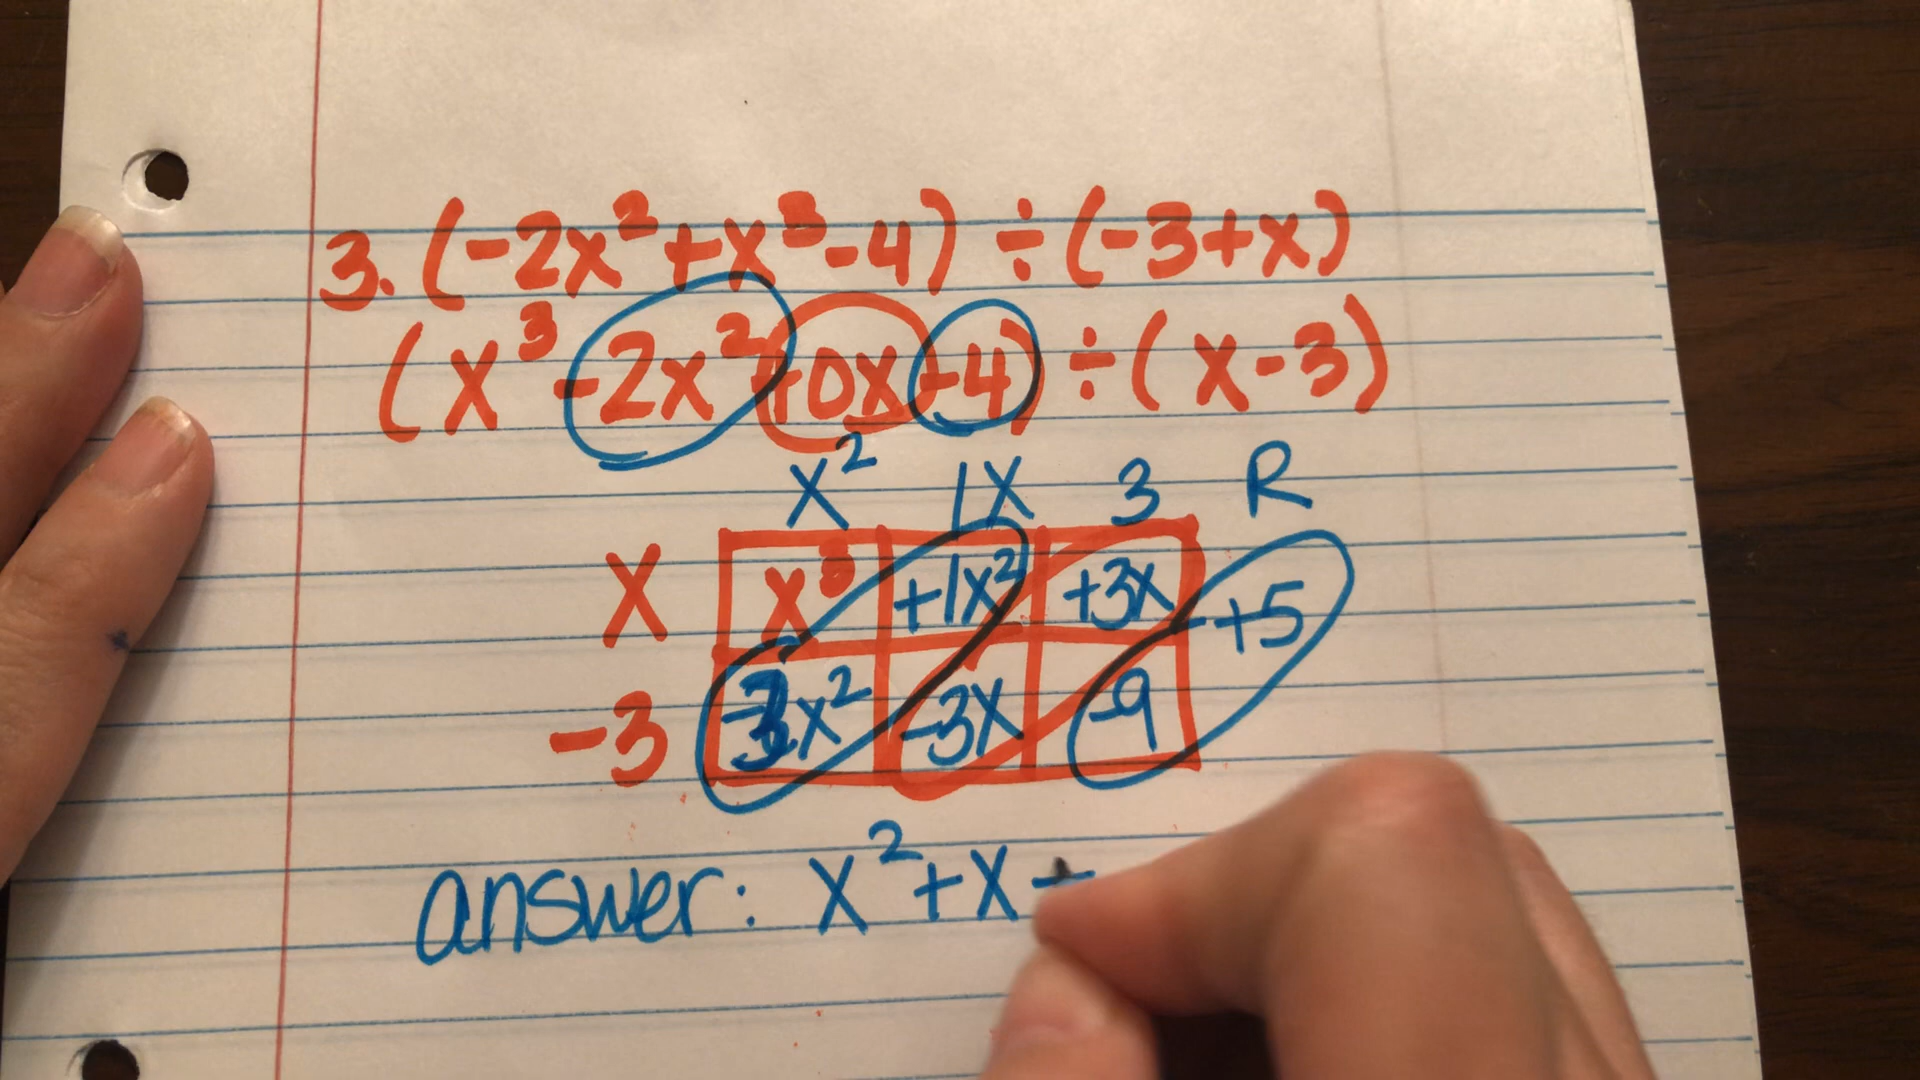 3. (-2x²+x³-4) ÷ (-3+x)
(x³ -2x² +0x -4) ÷ (x-3)
x² 1x 3 R
x x³ +1x² +3x +5
-3 -3x² -3x -9
answer: x²+x+